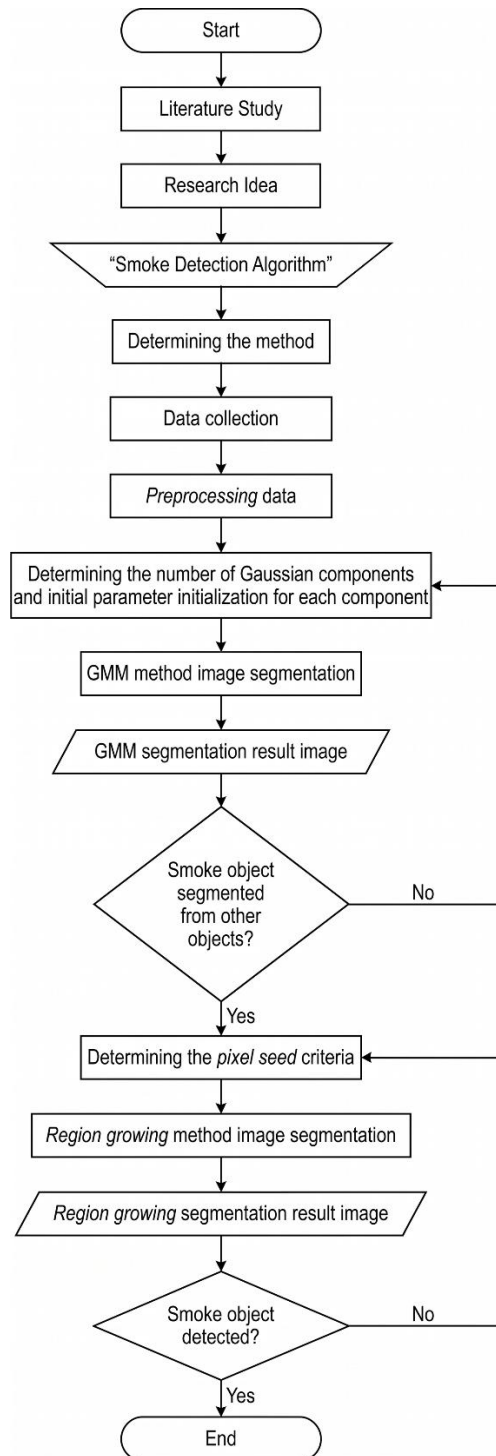 Start
Literature Study
Research Idea
“Smoke Detection Algorithm”
Determining the method
Data collection
Preprocessing data
Determining the number of Gaussian components
and initial parameter initialization for each component
GMM method image segmentation
GMM segmentation result image
Smoke object
segmented
from other
objects?
No
Yes
Determining the pixel seed criteria
Region growing method image segmentation
Region growing segmentation result image
Smoke object
detected?
No
Yes
End